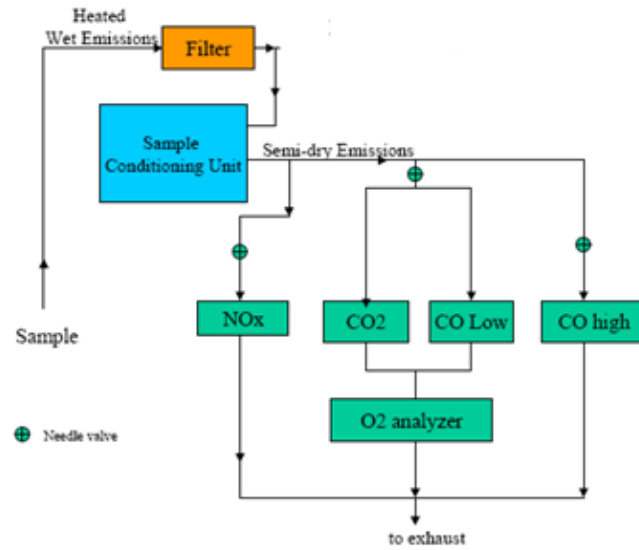 Heated
Wet Emissions
Filter
Sample
Conditioning Unit
Semi-dry Emissions
NOx
CO2
CO Low
CO high
Sample
O2 analyzer
Needle valve
to exhaust